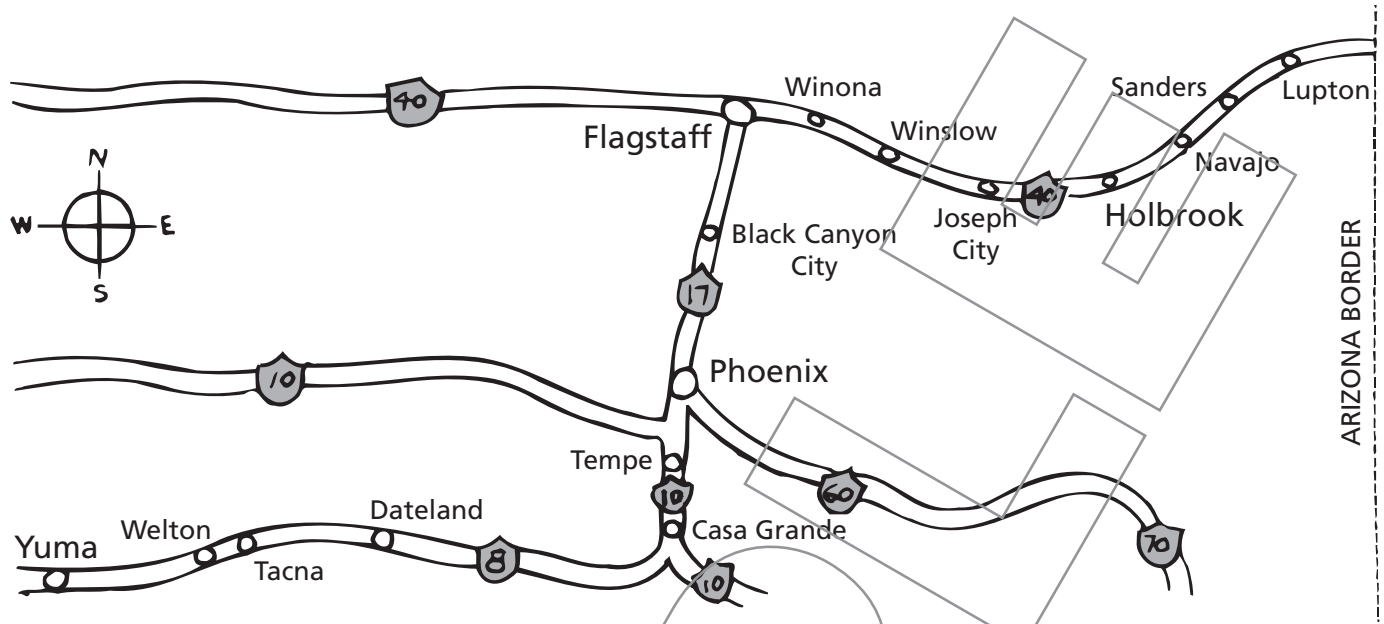 Winona
Sanders
Lupton
40
Flagstaff
Winslow
N
Navajo
W
E
S
40
Joseph
City
Holbrook
Black Canyon
City
17
ARIZONA BORDER
10
Phoenix
Tempe
10
60
Yuma
Welton
Dateland
Casa Grande
Tacna
8
10
70